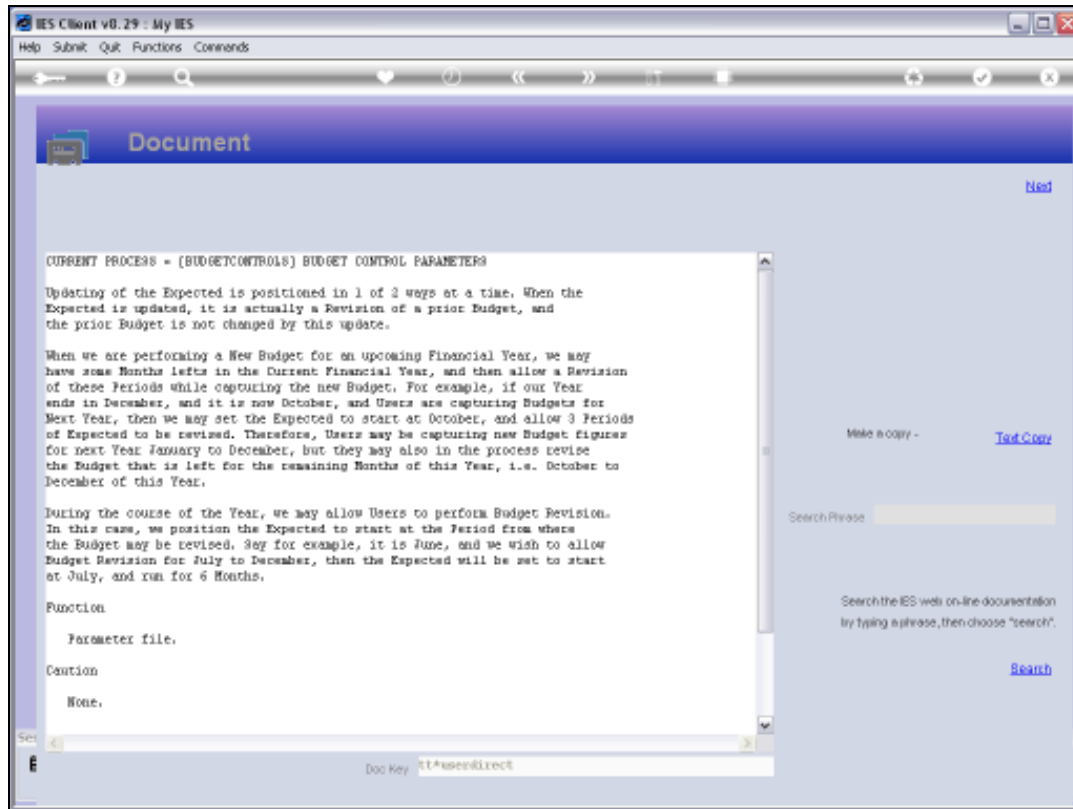 IES Client v8.29 : My IES
Help Submit Quit Functions Commands
Document
Next
CURRENT PROCESS = [BUDGETCONTROLS] BUDGET CONTROL PARAMETERS
Updating of the Expected is positioned in 1 of 2 ways at a time. When the
Expected is updated, it is actually a Revision of a prior Budget, and
the prior Budget is not changed by this update.
When we are performing a New Budget for an upcoming Financial Year, we may
have some Months lefts in the Current Financial Year, and then allow a Revision
of these Periods while capturing the new Budget. For example, if our Year
ends in December, and it is now October, and Users are capturing Budgets for
Next Year, then we may set the Expected to start at October, and allow 3 Periods
of Expected to be revised. Therefore, Users may be capturing new Budget figures
for next Year January to December, but they may also in the process revise
the Budget that is left for the remaining Months of this Year, i.e. October to
December of this Year.
During the course of the Year, we may allow Users to perform Budget Revision.
In this case, we position the Expected to start at the Period from where
the Budget may be revised. Say for example, it is June, and we wish to allow
Budget Revision for July to December, then the Expected will be set to start
at July, and run for 6 Months.
Function
Parameter file.
Caution
None.
Make a copy -
Text Copy
Search Phrase
Search the IES web on-line documentation
by typing a phrase, then choose "search".
Search
Doc Key tt*userdirect